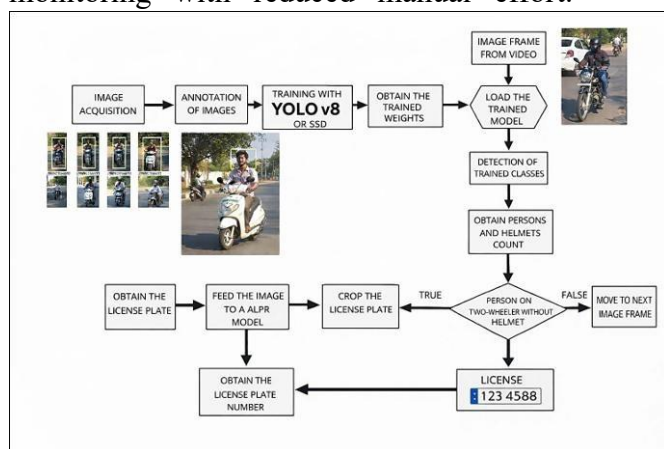 monitoring with reduced manual effort.
IMAGE FRAME
FROM VIDEO
IMAGE
ACQUISITION
ANNOTATION
OF IMAGES
TRAINING WITH
YOLO v8
OR SSD
OBTAIN THE
TRAINED
WEIGHTS
LOAD THE
TRAINED
MODEL
DETECTION OF
TRAINED CLASSES
OBTAIN PERSONS
AND HELMETS
COUNT
OBTAIN THE
LICENSE PLATE
FEED THE IMAGE
TO A ALPR
MODEL
CROP THE
LICENSE PLATE
TRUE
PERSON ON
TWO-WHEELER WITHOUT
HELMET
FALSE
MOVE TO NEXT
IMAGE FRAME
OBTAIN THE
LICENSE PLATE
NUMBER
LICENSE
123 4588